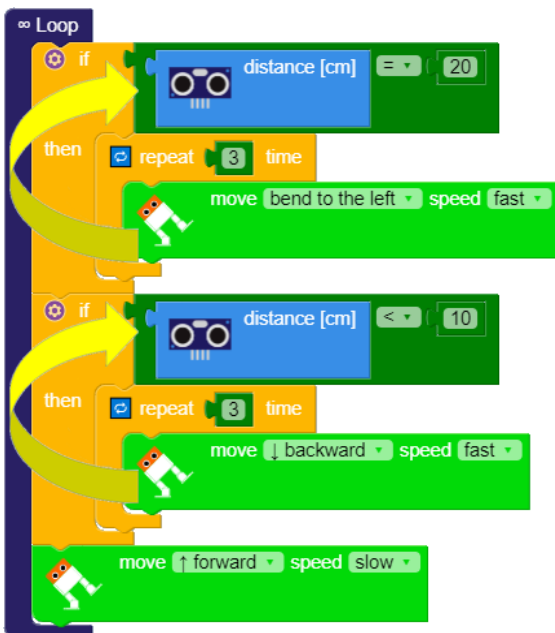 ∞ Loop
if distance [cm] = 20
then repeat 3 time
move bend to the left speed fast
if distance [cm] < 10
then repeat 3 time
move ↓ backward speed fast
move ↑ forward speed slow